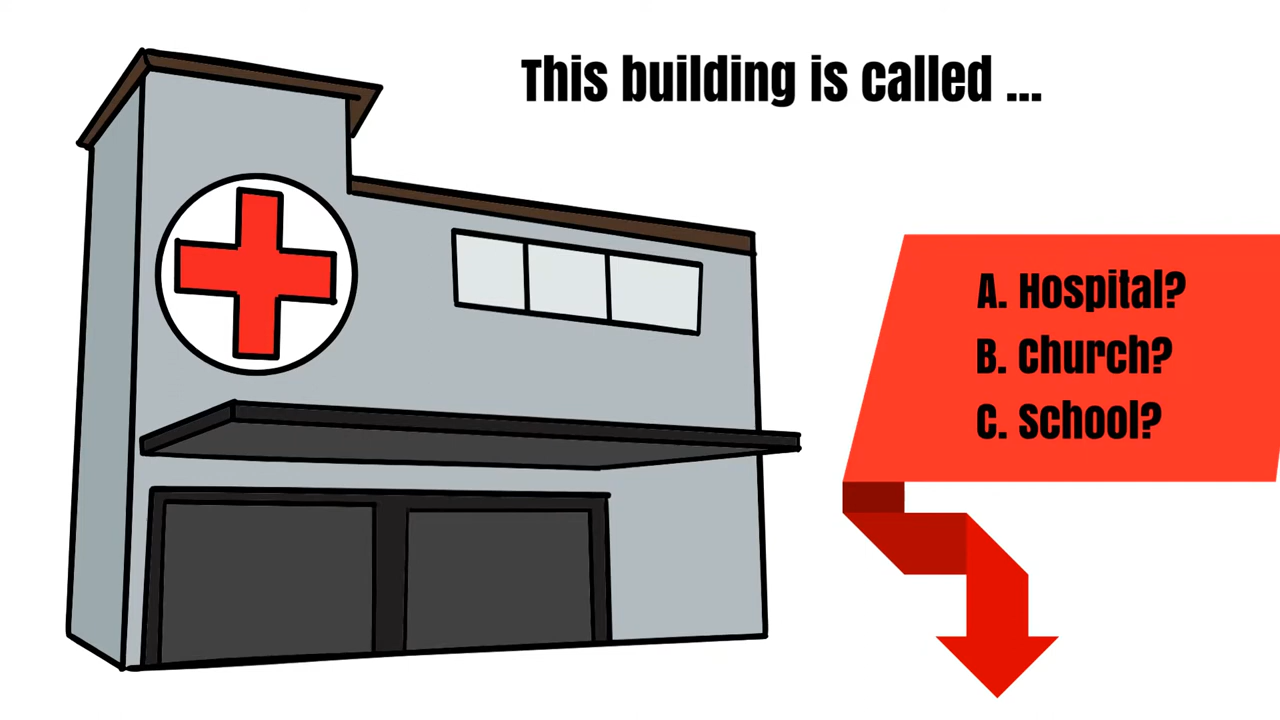 This building is called ...
A. Hospital?
B. Church?
C. School?